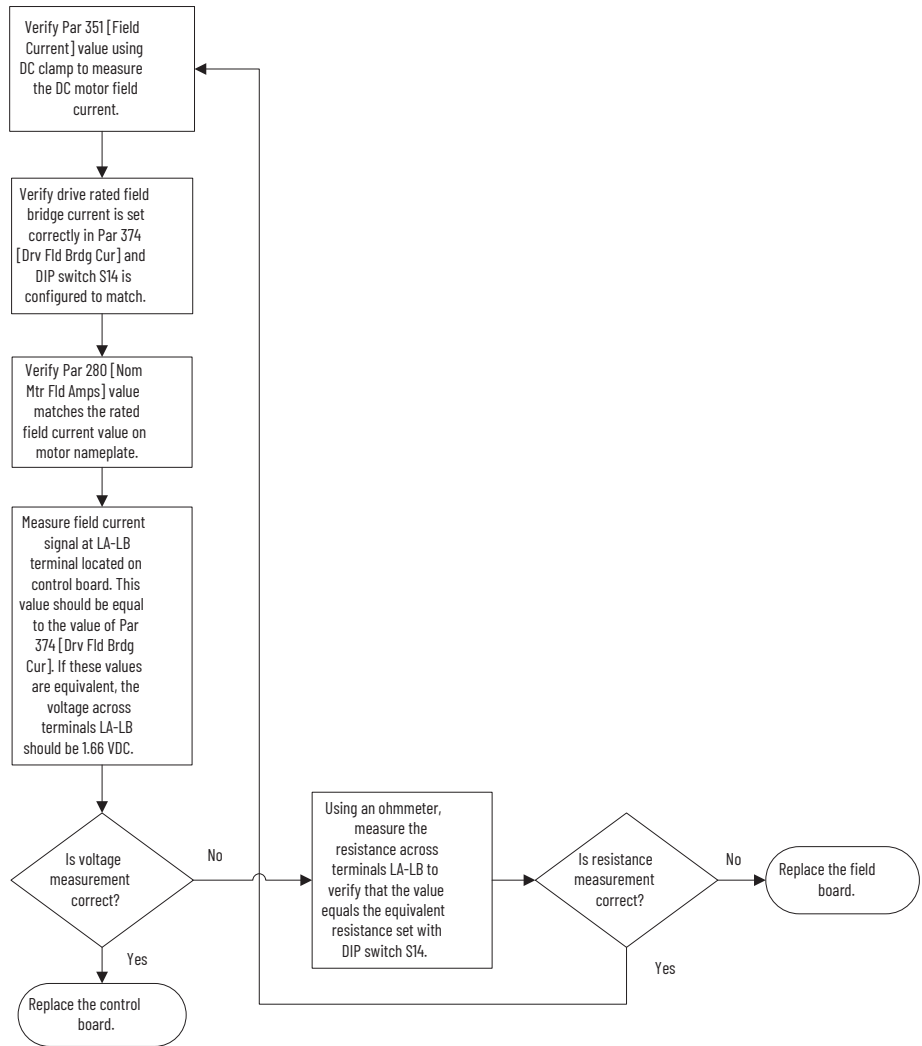 Verify Par 351 [Field
Current] value using
DC clamp to measure
the DC motor field
current.
Verify drive rated field
bridge current is set
correctly in Par 374
[Drv Fld Brdg Cur] and
DIP switch S14 is
configured to match.
Verify Par 280 [Nom
Mtr Fld Amps] value
matches the rated
field current value on
motor nameplate.
Measure field current
signal at LA-LB
terminal located on
control board. This
value should be equal
to the value of Par
374 [Drv Fld Brdg
Cur]. If these values
are equivalent, the
voltage across
terminals LA-LB
should be 1.66 VDC.
Is voltage
measurement
correct?
No
Yes
Replace the control
board.
Using an ohmmeter,
measure the
resistance across
terminals LA-LB to
verify that the value
equals the equivalent
resistance set with
DIP switch S14.
Is resistance
measurement
correct?
No
Yes
Replace the field
board.